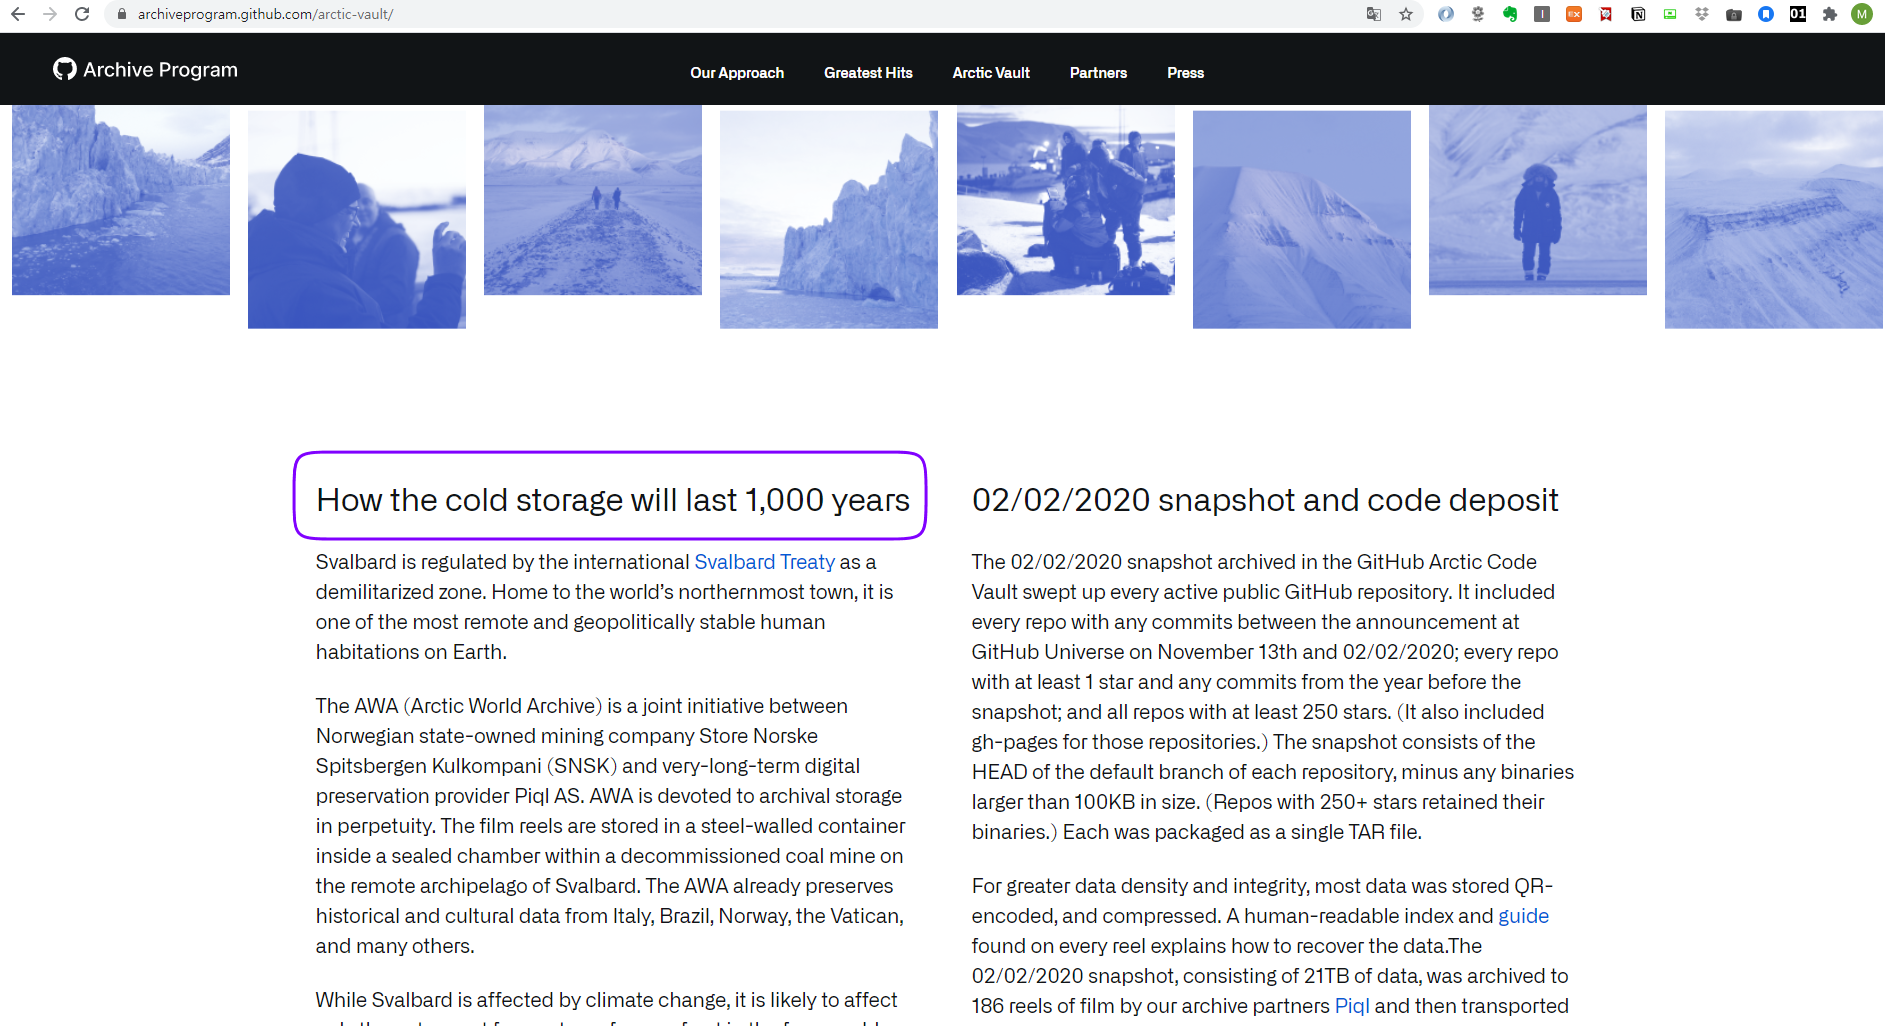 archiveprogram.github.com/arctic-vault/
EX
01
M
Archive Program
Our Approach
Greatest Hits
Arctic Vault
Partners
Press
How the cold storage will last 1,000 years
Svalbard is regulated by the international Svalbard Treaty as a
demilitarized zone. Home to the world’s northernmost town, it is
one of the most remote and geopolitically stable human
habitations on Earth.
The AWA (Arctic World Archive) is a joint initiative between
Norwegian state-owned mining company Store Norske
Spitsbergen Kulkompani (SNSK) and very-long-term digital
preservation provider Piql AS. AWA is devoted to archival storage
in perpetuity. The film reels are stored in a steel-walled container
inside a sealed chamber within a decommissioned coal mine on
the remote archipelago of Svalbard. The AWA already preserves
historical and cultural data from Italy, Brazil, Norway, the Vatican,
and many others.
While Svalbard is affected by climate change, it is likely to affect
02/02/2020 snapshot and code deposit
The 02/02/2020 snapshot archived in the GitHub Arctic Code
Vault swept up every active public GitHub repository. It included
every repo with any commits between the announcement at
GitHub Universe on November 13th and 02/02/2020; every repo
with at least 1 star and any commits from the year before the
snapshot; and all repos with at least 250 stars. (It also included
gh-pages for those repositories.) The snapshot consists of the
HEAD of the default branch of each repository, minus any binaries
larger than 100KB in size. (Repos with 250+ stars retained their
binaries.) Each was packaged as a single TAR file.
For greater data density and integrity, most data was stored QR-
encoded, and compressed. A human-readable index and guide
found on every reel explains how to recover the data.The
02/02/2020 snapshot, consisting of 21TB of data, was archived to
186 reels of film by our archive partners Piql and then transported